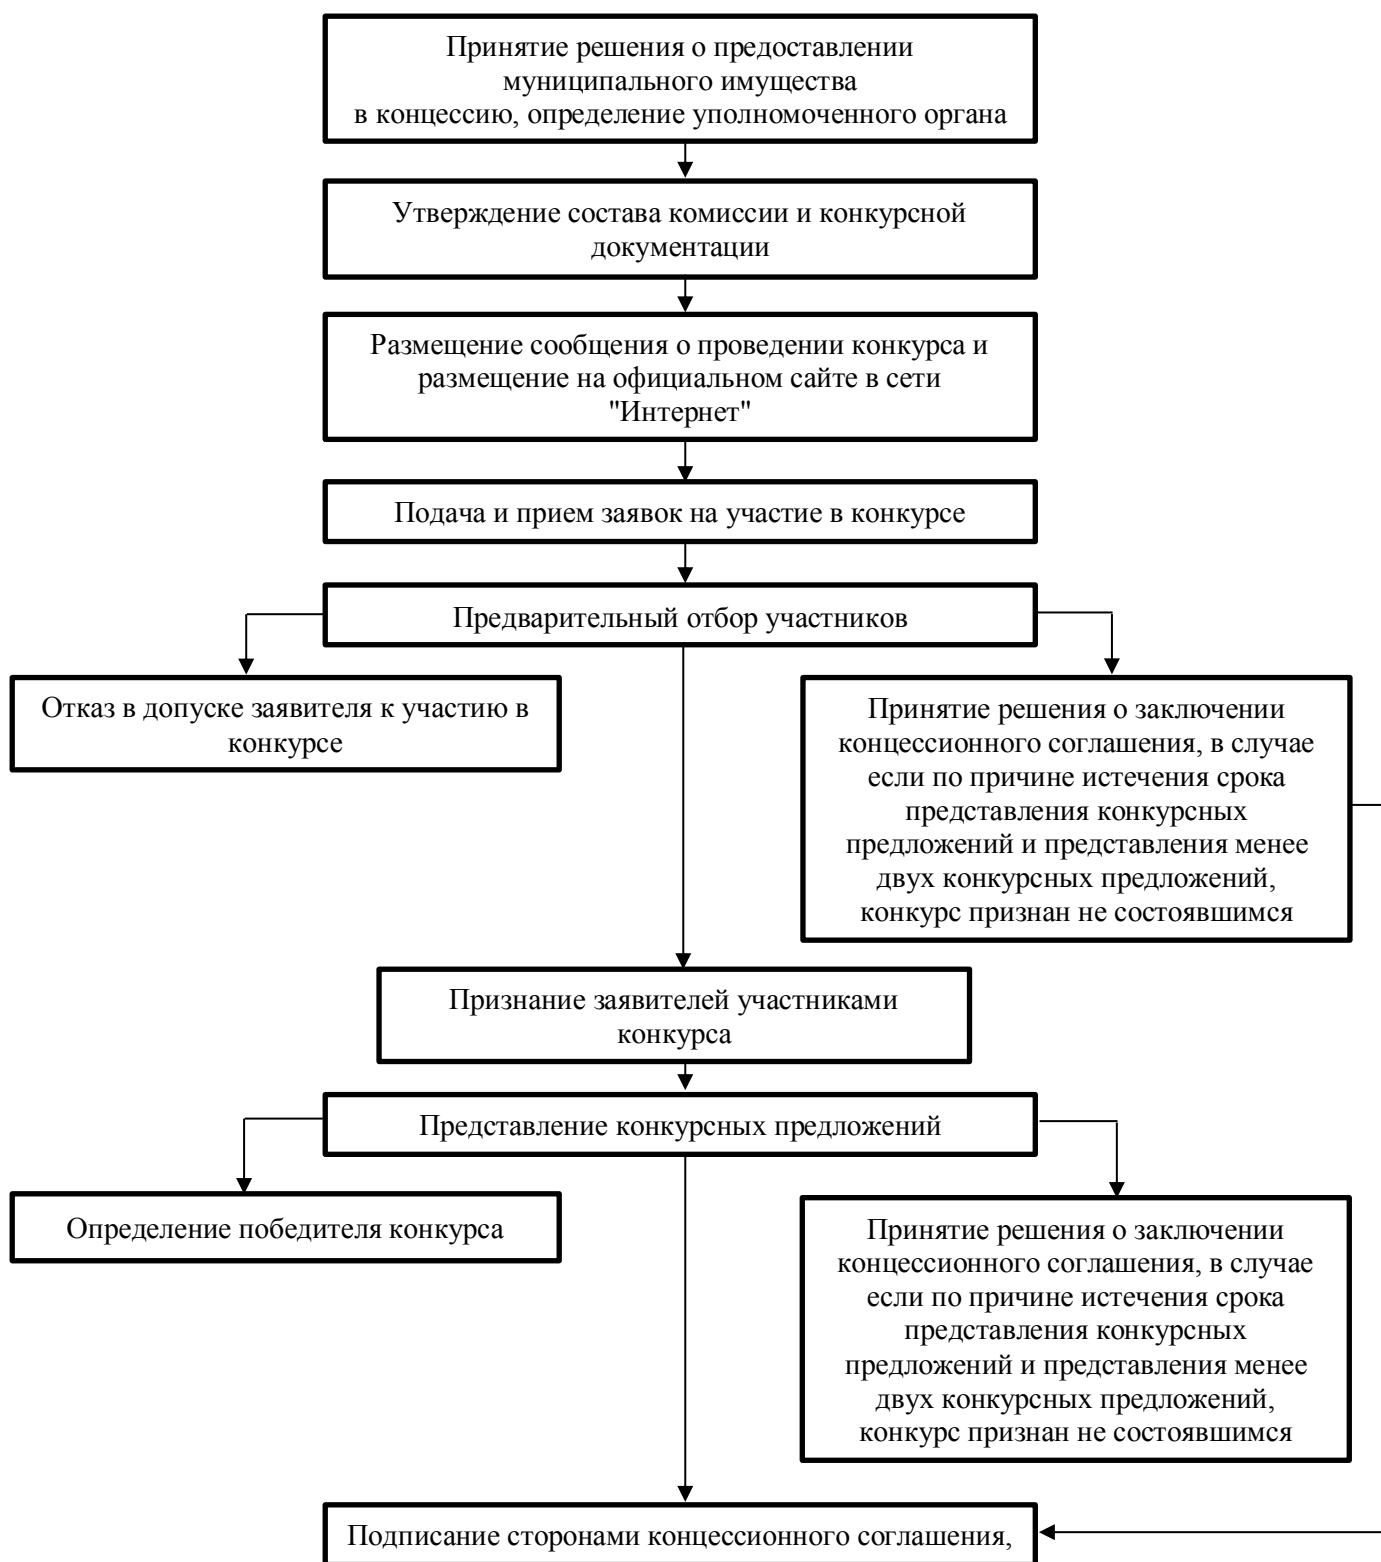 Принятие решения о предоставлении
муниципального имущества
в концессию, определение уполномоченного органа
Утверждение состава комиссии и конкурсной
документации
Размещение сообщения о проведении конкурса и
размещение на официальном сайте в сети
"Интернет"
Подача и прием заявок на участие в конкурсе
Предварительный отбор участников
Отказ в допуске заявителя к участию в
конкурсе
Принятие решения о заключении
концессионного соглашения, в случае
если по причине истечения срока
представления конкурсных
предложений и представления менее
двух конкурсных предложений,
конкурс признан не состоявшимся
Признание заявителей участниками
конкурса
Представление конкурсных предложений
Определение победителя конкурса
Принятие решения о заключении
концессионного соглашения, в случае
если по причине истечения срока
представления конкурсных
предложений и представления менее
двух конкурсных предложений,
конкурс признан не состоявшимся
Подписание сторонами концессионного соглашения,